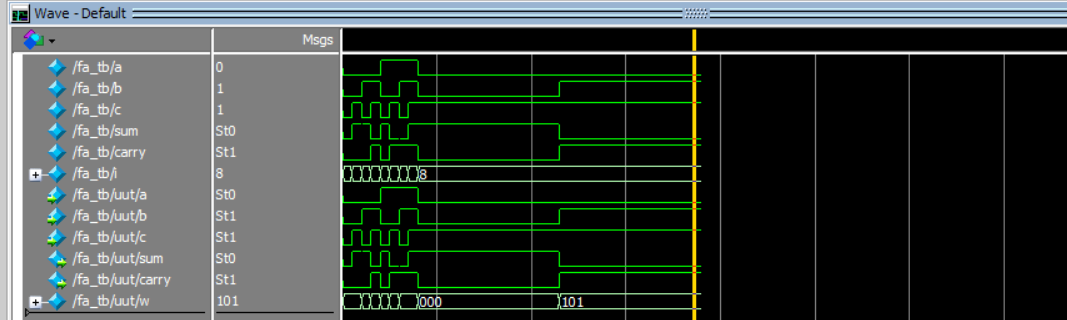 Wave - Default
Msgs
/fa_tb/a 0
/fa_tb/b 1
/fa_tb/c 1
/fa_tb/sum St0
/fa_tb/carry St1
/fa_tb/i 8 8
/fa_tb/uut/a St0
/fa_tb/uut/b St1
/fa_tb/uut/c St1
/fa_tb/uut/sum St0
/fa_tb/uut/carry St1
/fa_tb/uut/w 101 000 101